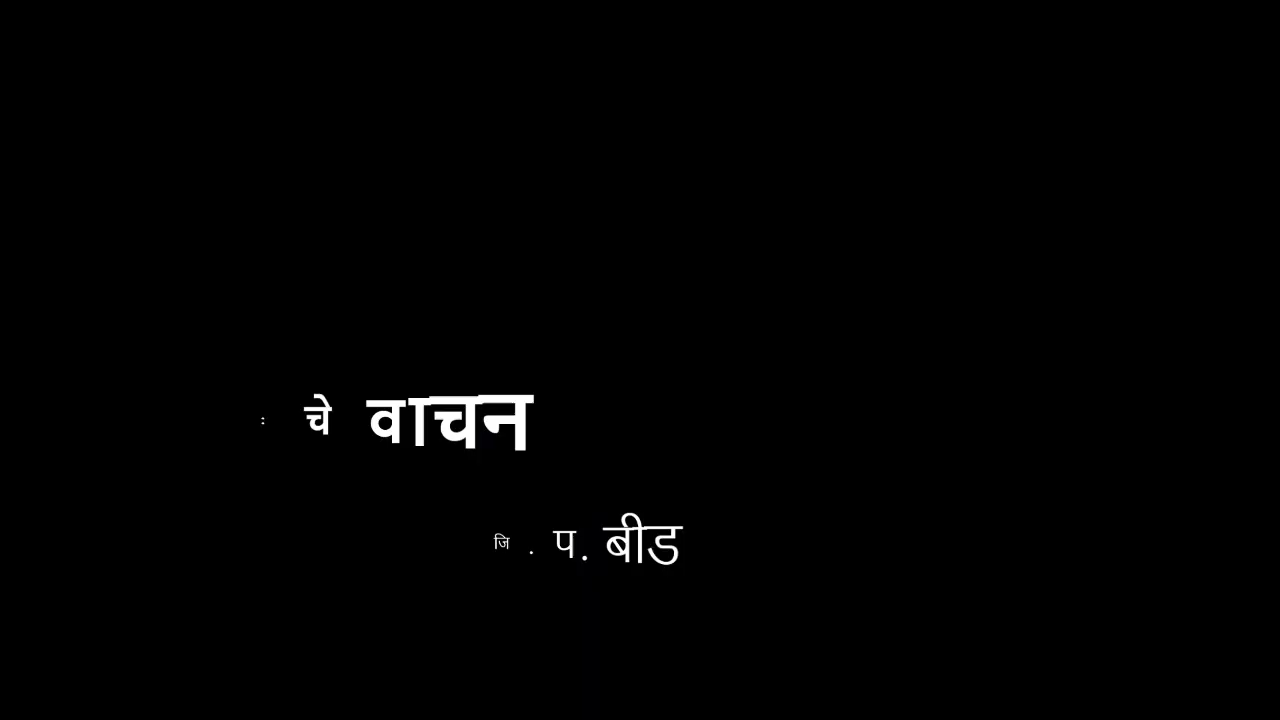 : चे वाचन
जि . प. बीड